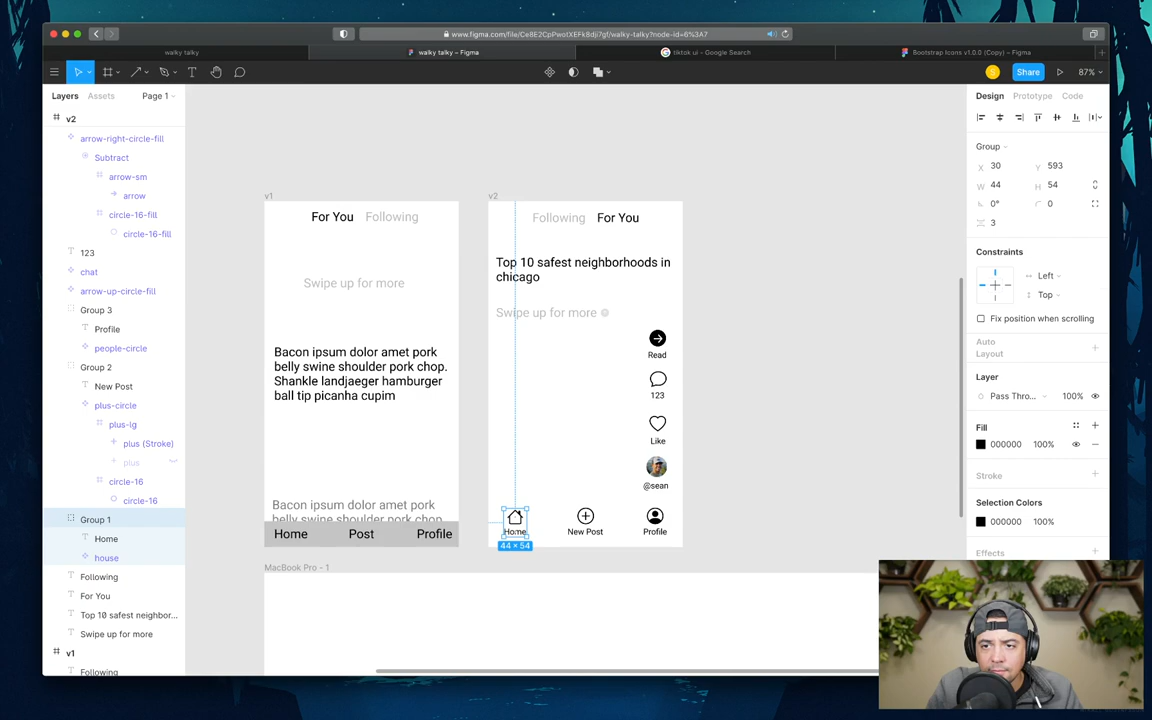 www.figma.com/file/Ce8E2CpPwotXEFk8dji7gf/walky-talky?node-id=6%3A7
walky talky
walky talky – Figma
tiktok ui – Google Search
Bootstrap Icons v1.0.0 (Copy) – Figma
S
Share
87%
Layers
Assets
Page 1
v2
arrow-right-circle-fill
Subtract
arrow-sm
arrow
circle-16-fill
circle-16-fill
123
chat
arrow-up-circle-fill
Group 3
Profile
people-circle
Group 2
New Post
plus-circle
plus-lg
plus (Stroke)
plus
circle-16
circle-16
Group 1
Home
house
Following
For You
Top 10 safest neighbor...
Swipe up for more
v1
Following
v1
For You
Following
Swipe up for more
Bacon ipsum dolor amet pork
belly swine shoulder pork chop.
Shankle landjaeger hamburger
ball tip picanha cupim
Bacon ipsum dolor amet pork
belly swine shoulder pork chop.
Home
Post
Profile
v2
Following
For You
Top 10 safest neighborhoods in
chicago
Swipe up for more
Read
123
Like
@sean
Home
New Post
Profile
44 × 54
MacBook Pro - 1
Design
Prototype
Code
Group
X
30
Y
593
W
44
H
54
0°
0
3
Constraints
Left
Top
Fix position when scrolling
Auto
Layout
Layer
Pass Thro...
100%
Fill
000000
100%
Stroke
Selection Colors
000000
100%
Effects